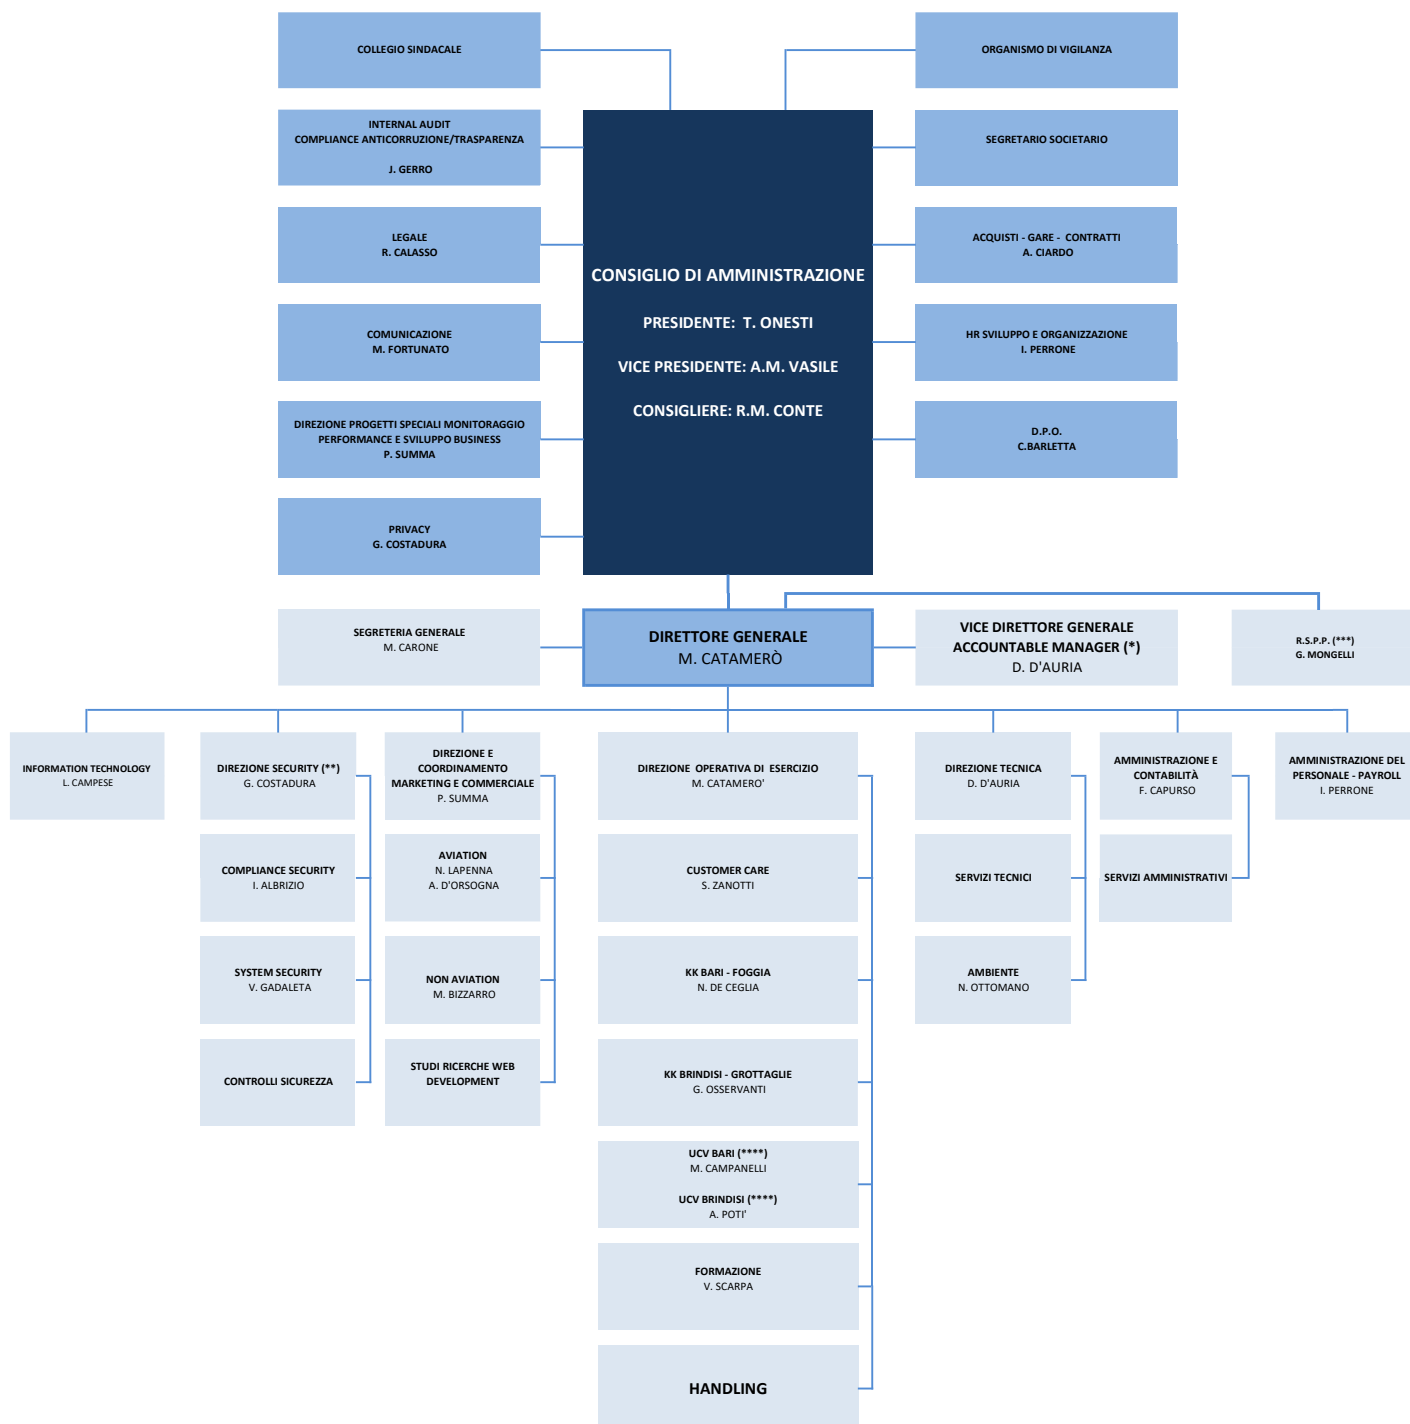 COLLEGIO SINDACALE
ORGANISMO DI VIGILANZA
INTERNAL AUDIT
COMPLIANCE ANTICORRUZIONE/TRASPARENZA
J. GERRO
SEGRETARIO SOCIETARIO
LEGALE
R. CALASSO
ACQUISTI - GARE - CONTRATTI
A. CIARDO
CONSIGLIO DI AMMINISTRAZIONE
PRESIDENTE: T. ONESTI
VICE PRESIDENTE: A.M. VASILE
CONSIGLIERE: R.M. CONTE
COMUNICAZIONE
M. FORTUNATO
HR SVILUPPO E ORGANIZZAZIONE
I. PERRONE
DIREZIONE PROGETTI SPECIALI MONITORAGGIO
PERFORMANCE E SVILUPPO BUSINESS
P. SUMMA
D.P.O.
C.BARLETTA
PRIVACY
G. COSTADURA
SEGRETERIA GENERALE
M. CARONE
DIRETTORE GENERALE
M. CATAMERÒ
VICE DIRETTORE GENERALE
ACCOUNTABLE MANAGER (*)
D. D'AURIA
R.S.P.P. (***)
G. MONGELLI
INFORMATION TECHNOLOGY
L. CAMPESE
DIREZIONE SECURITY (**)
G. COSTADURA
DIREZIONE E
COORDINAMENTO
MARKETING E COMMERCIALE
P. SUMMA
DIREZIONE OPERATIVA DI ESERCIZIO
M. CATAMERO'
DIREZIONE TECNICA
D. D'AURIA
AMMINISTRAZIONE E
CONTABILITÀ
F. CAPURSO
AMMINISTRAZIONE DEL
PERSONALE - PAYROLL
I. PERRONE
COMPLIANCE SECURITY
I. ALBRIZIO
AVIATION
N. LAPENNA
A. D'ORSOGNA
CUSTOMER CARE
S. ZANOTTI
SERVIZI TECNICI
SERVIZI AMMINISTRATIVI
SYSTEM SECURITY
V. GADALETA
NON AVIATION
M. BIZZARRO
KK BARI - FOGGIA
N. DE CEGLIA
AMBIENTE
N. OTTOMANO
CONTROLLI SICUREZZA
STUDI RICERCHE WEB
DEVELOPMENT
KK BRINDISI - GROTTAGLIE
G. OSSERVANTI
UCV BARI (****)
M. CAMPANELLI
UCV BRINDISI (****)
A. POTI'
FORMAZIONE
V. SCARPA
HANDLING